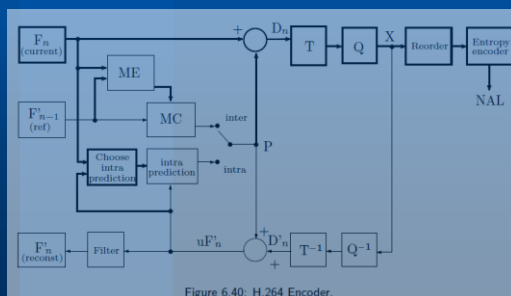 Fn
(current)
+
Dn
T
Q
X
Reorder
Entropy
encoder
NAL
ME
F'n−1
(ref)
MC
inter
P
Choose
intra
prediction
intra
prediction
intra
F'n
(reconst)
Filter
uF'n
+
D'n
+
T−1
Q−1
Figure 6.40: H.264 Encoder.